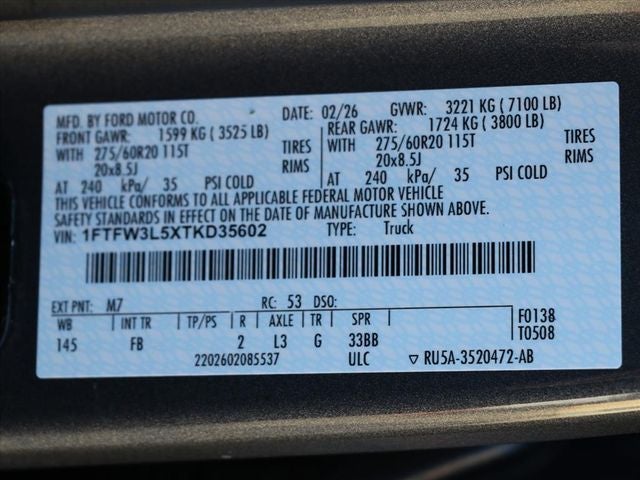 MFD. BY FORD MOTOR CO. DATE: 02/26 GVWR: 3221 KG ( 7100 LB)
FRONT GAWR: 1599 KG ( 3525 LB) REAR GAWR: 1724 KG ( 3800 LB)
WITH 275/60R20 115T TIRES WITH 275/60R20 115T TIRES
20x8.5J RIMS 20x8.5J RIMS
AT 240 kPa/ 35 PSI COLD AT 240 kPa/ 35 PSI COLD
THIS VEHICLE CONFORMS TO ALL APPLICABLE FEDERAL MOTOR VEHICLE
SAFETY STANDARDS IN EFFECT ON THE DATE OF MANUFACTURE SHOWN ABOVE.
VIN: 1FTFW3L5XTKD35602 TYPE: Truck
EXT PNT: M7 RC: 53 DSO:
WB INT TR TP/PS R AXLE TR SPR F0138
145 FB 2 L3 G 33BB T0508
2202602085537 ULC ▽ RU5A-3520472-AB